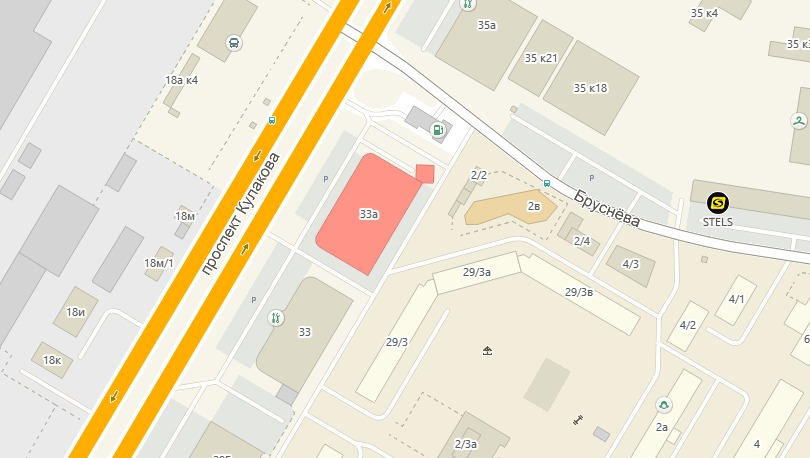 35 к4
35а
35 к21
35 к18
18а к4
P
P
P
33а
2/2
2в
Бруснёва
STELS
2/4
4/3
18м
18м/1
проспект Кулакова
29/3а
29/3в
4/1
4/2
18и
18к
33
29/3
2а
2/3а
4